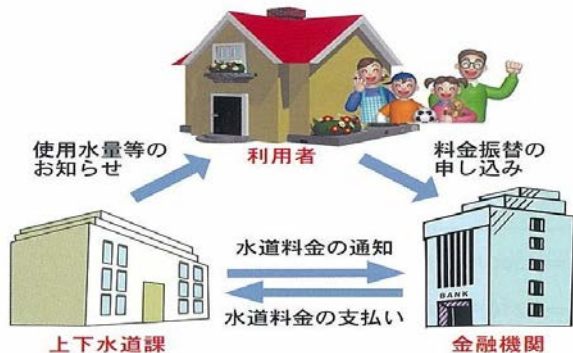 使用水量等の
お知らせ
利用者
料金振替の
申し込み
水道料金の通知
水道料金の支払い
BANK
上下水道課
金融機関